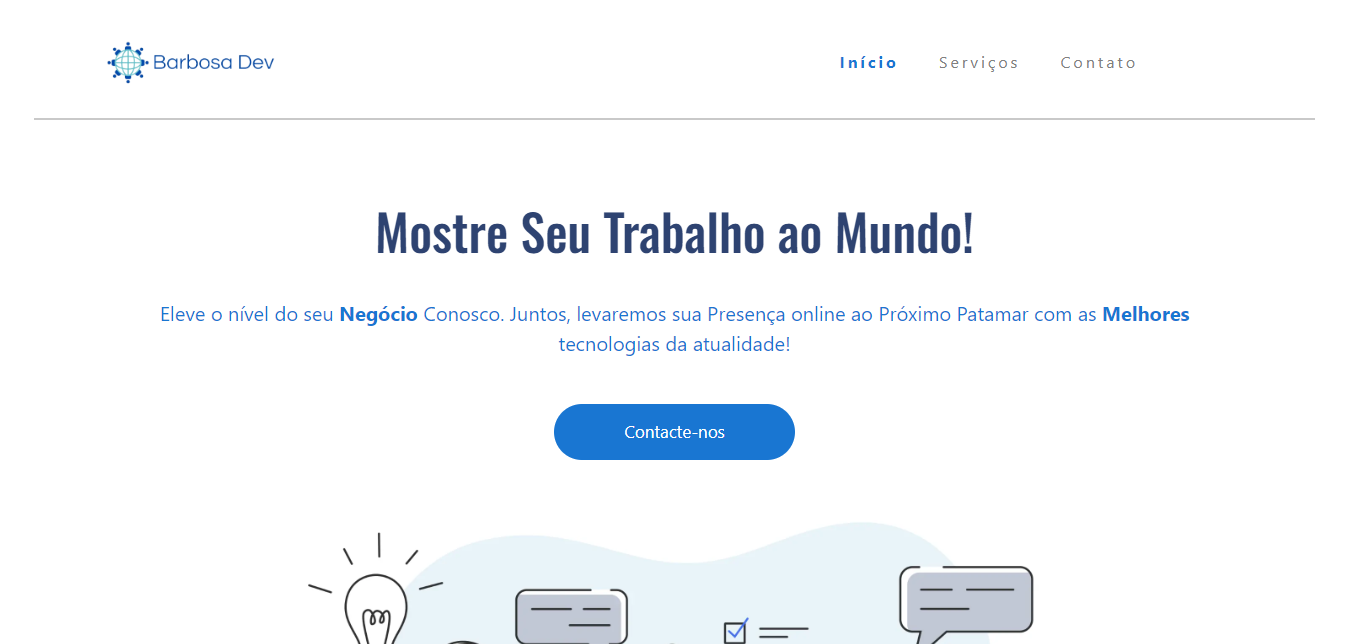 Barbosa Dev
Início Serviços Contato
Mostre Seu Trabalho ao Mundo!
Eleve o nível do seu Negócio Conosco. Juntos, levaremos sua Presença online ao Próximo Patamar com as Melhores
tecnologias da atualidade!
Contacte-nos